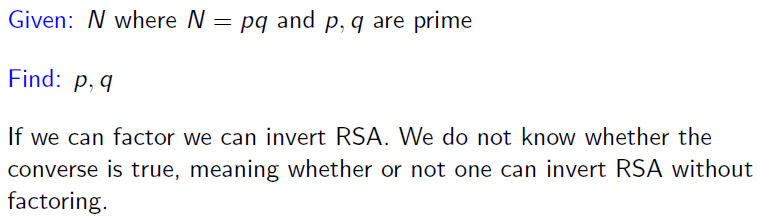 Given: N where N = pq and p, q are prime
Find: p, q
If we can factor we can invert RSA. We do not know whether the
converse is true, meaning whether or not one can invert RSA without
factoring.